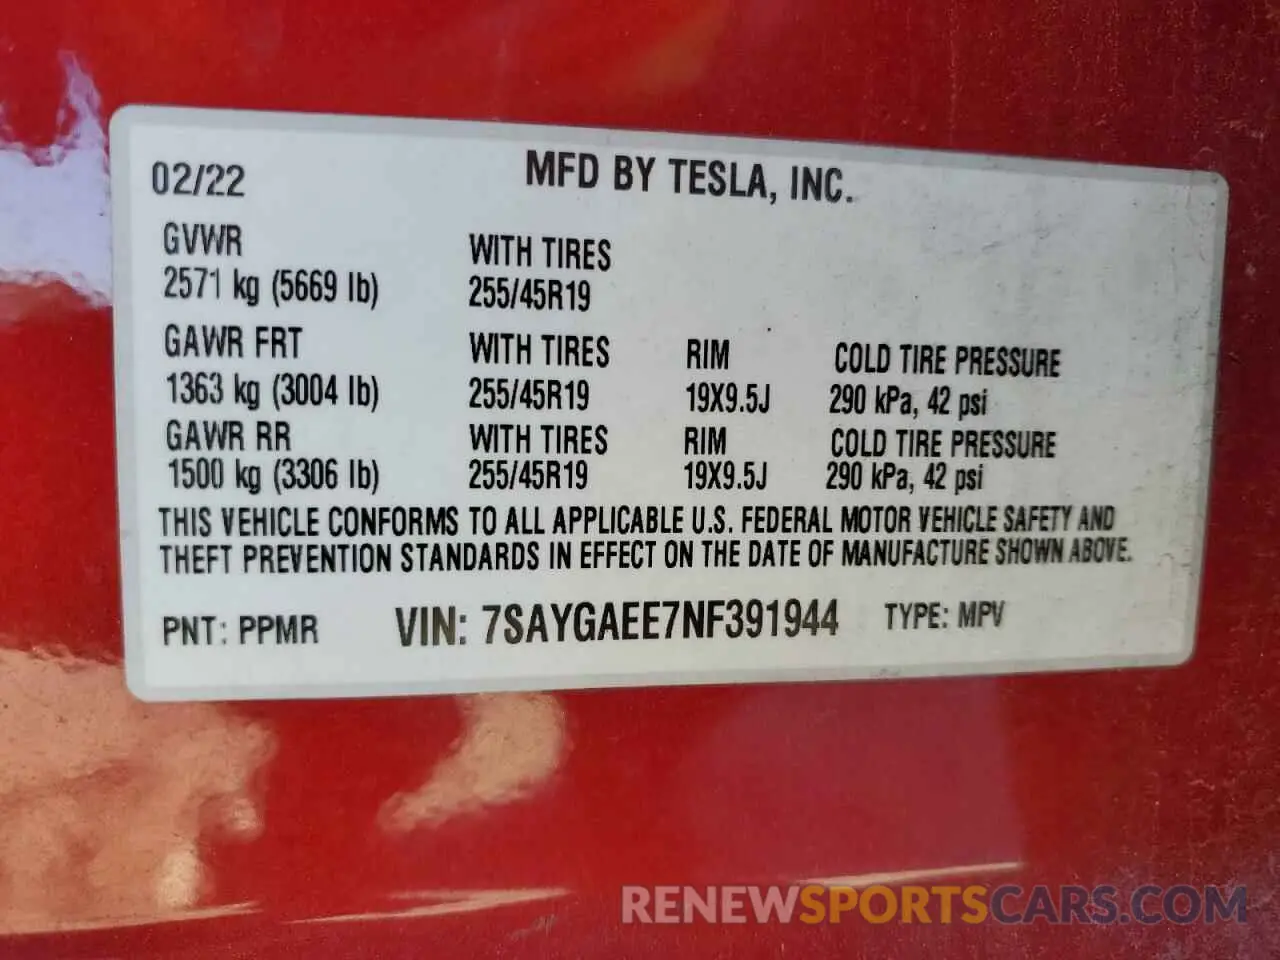 02/22 MFD BY TESLA, INC.
GVWR WITH TIRES
2571 kg (5669 lb) 255/45R19
GAWR FRT WITH TIRES RIM COLD TIRE PRESSURE
1363 kg (3004 lb) 255/45R19 19X9.5J 290 kPa, 42 psi
GAWR RR WITH TIRES RIM COLD TIRE PRESSURE
1500 kg (3306 lb) 255/45R19 19X9.5J 290 kPa, 42 psi
THIS VEHICLE CONFORMS TO ALL APPLICABLE U.S. FEDERAL MOTOR VEHICLE SAFETY AND
THEFT PREVENTION STANDARDS IN EFFECT ON THE DATE OF MANUFACTURE SHOWN ABOVE.
PNT: PPMR VIN: 7SAYGAEE7NF391944 TYPE: MPV
RENEWSPORTSCARS.COM